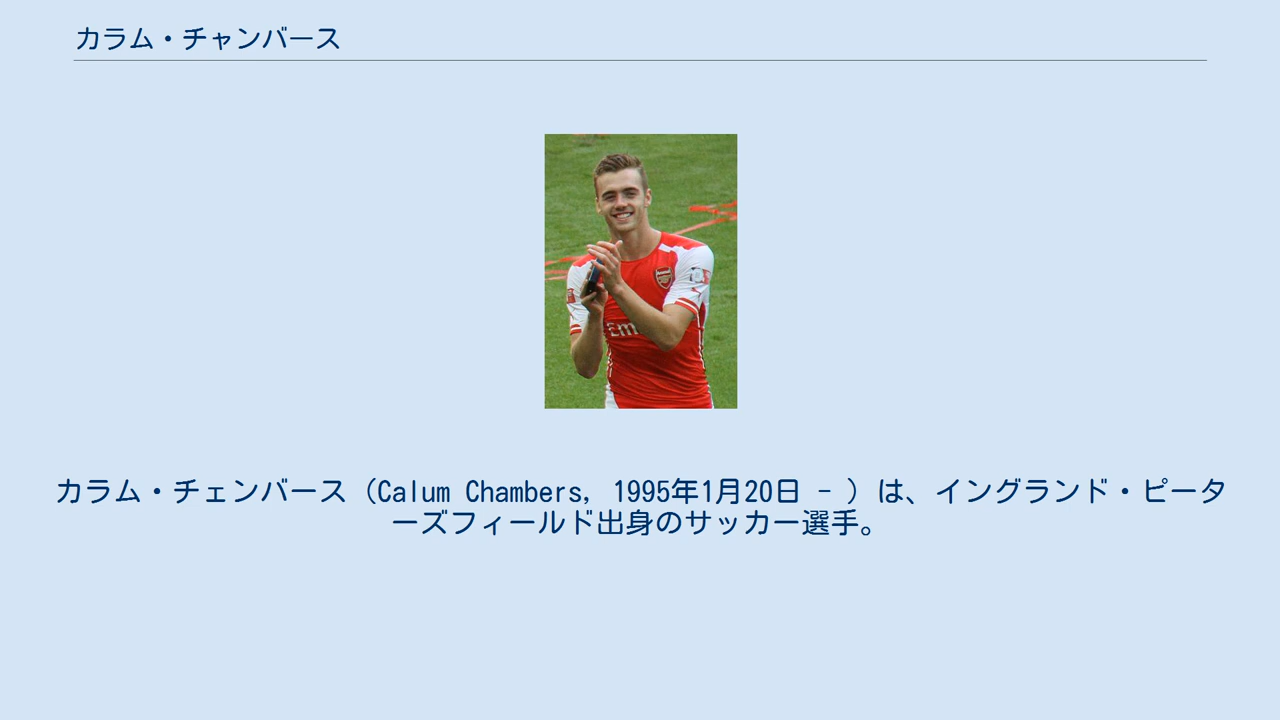 カラム・チャンバース
Em
カラム・チェンバース（Calum Chambers, 1995年1月20日 - ）は、イングランド・ピータ
ーズフィールド出身のサッカー選手。